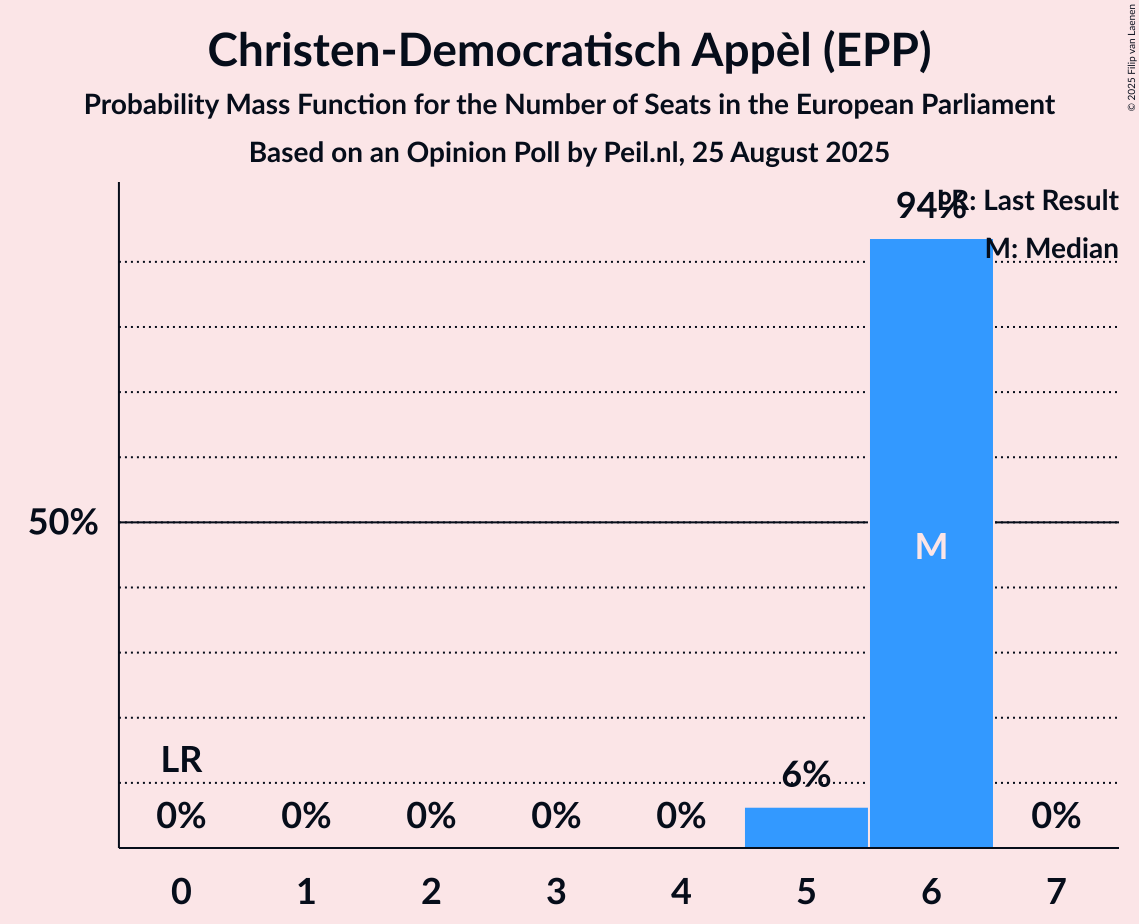 Christen-Democratisch Appèl (EPP)
Probability Mass Function for the Number of Seats in the European Parliament
Based on an Opinion Poll by Peil.nl, 25 August 2025
© 2025 Filip van Laenen
94%
LR: Last Result
M: Median
50%
M
LR
6%
0% 0% 0% 0% 0% 0%
0 1 2 3 4 5 6 7